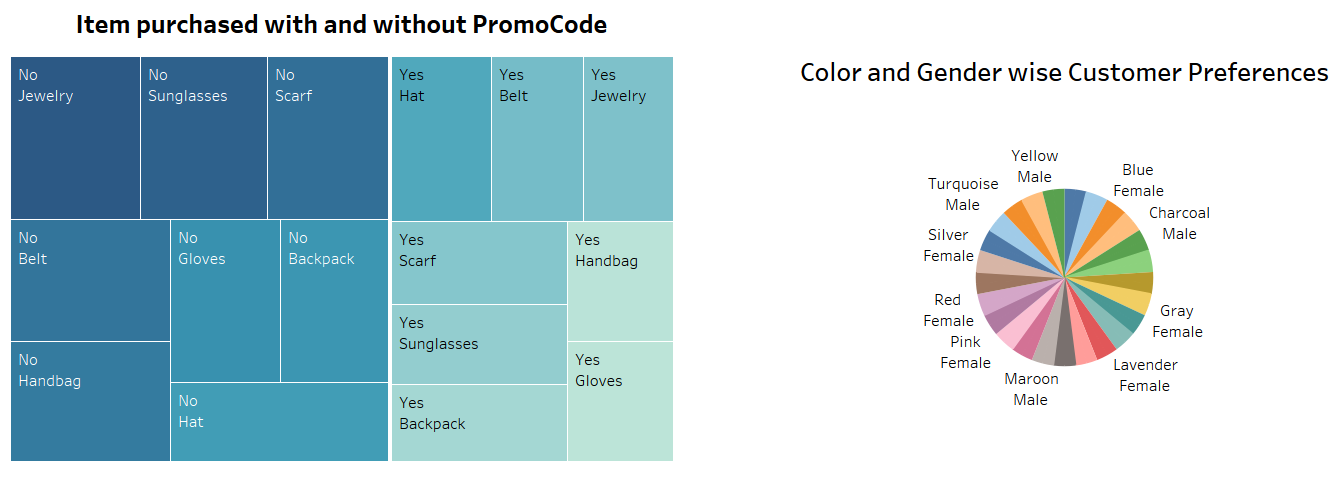 Item purchased with and without PromoCode
No
Jewelry
No
Sunglasses
No
Scarf
Yes
Hat
Yes
Belt
Yes
Jewelry
No
Belt
No
Gloves
No
Backpack
Yes
Scarf
Yes
Handbag
Yes
Sunglasses
No
Handbag
Yes
Gloves
No
Hat
Yes
Backpack
Color and Gender wise Customer Preferences
Yellow
Male
Blue
Female
Turquoise
Male
Charcoal
Male
Silver
Female
Red
Female
Gray
Female
Pink
Female
Lavender
Female
Maroon
Male